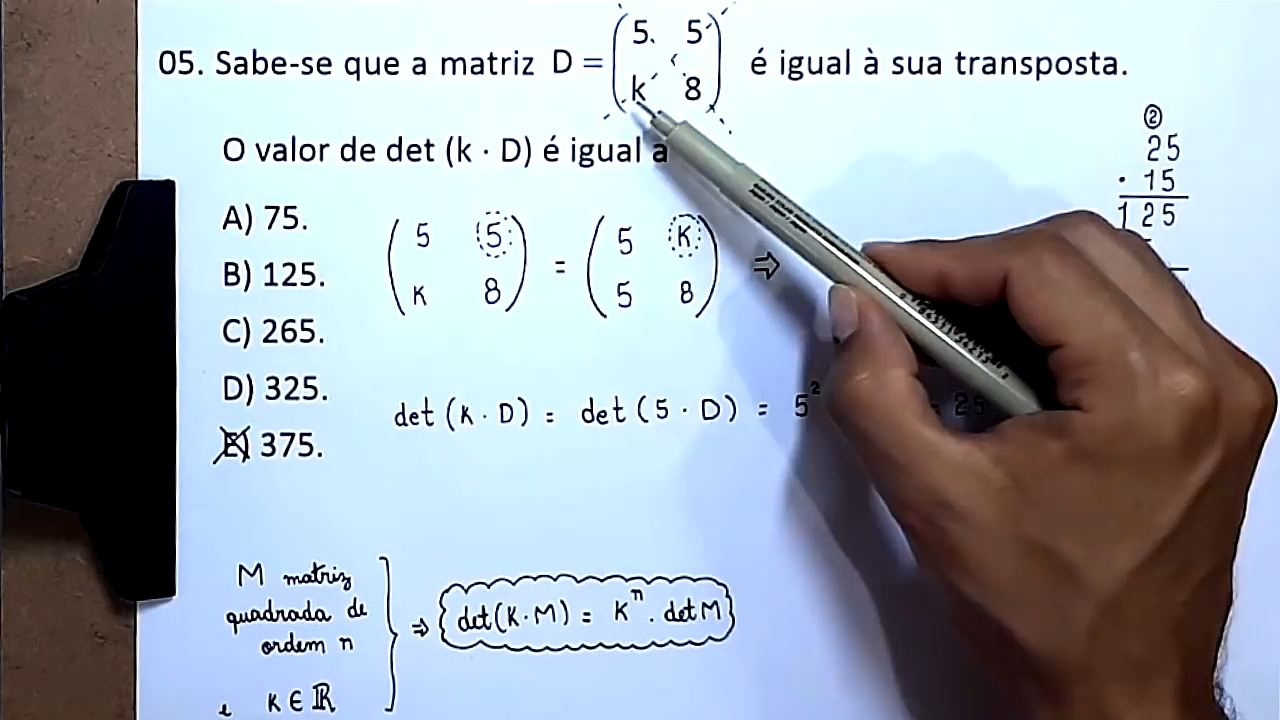 05. Sabe-se que a matriz D = ( 5 5
k 8 ) é igual à sua transposta.
O valor de det (k · D) é igual a
A) 75.
B) 125.
C) 265.
D) 325.
E) 375.
( 5 5
K 8 ) = ( 5 K
5 8 ) ⇒
det (K · D) = det (5 · D) = 5² = 25
②
25
· 15
125
M matriz
quadrada de
ordem n
e K ∈ ℝ
⇒ det(K·M) = Kⁿ . det M